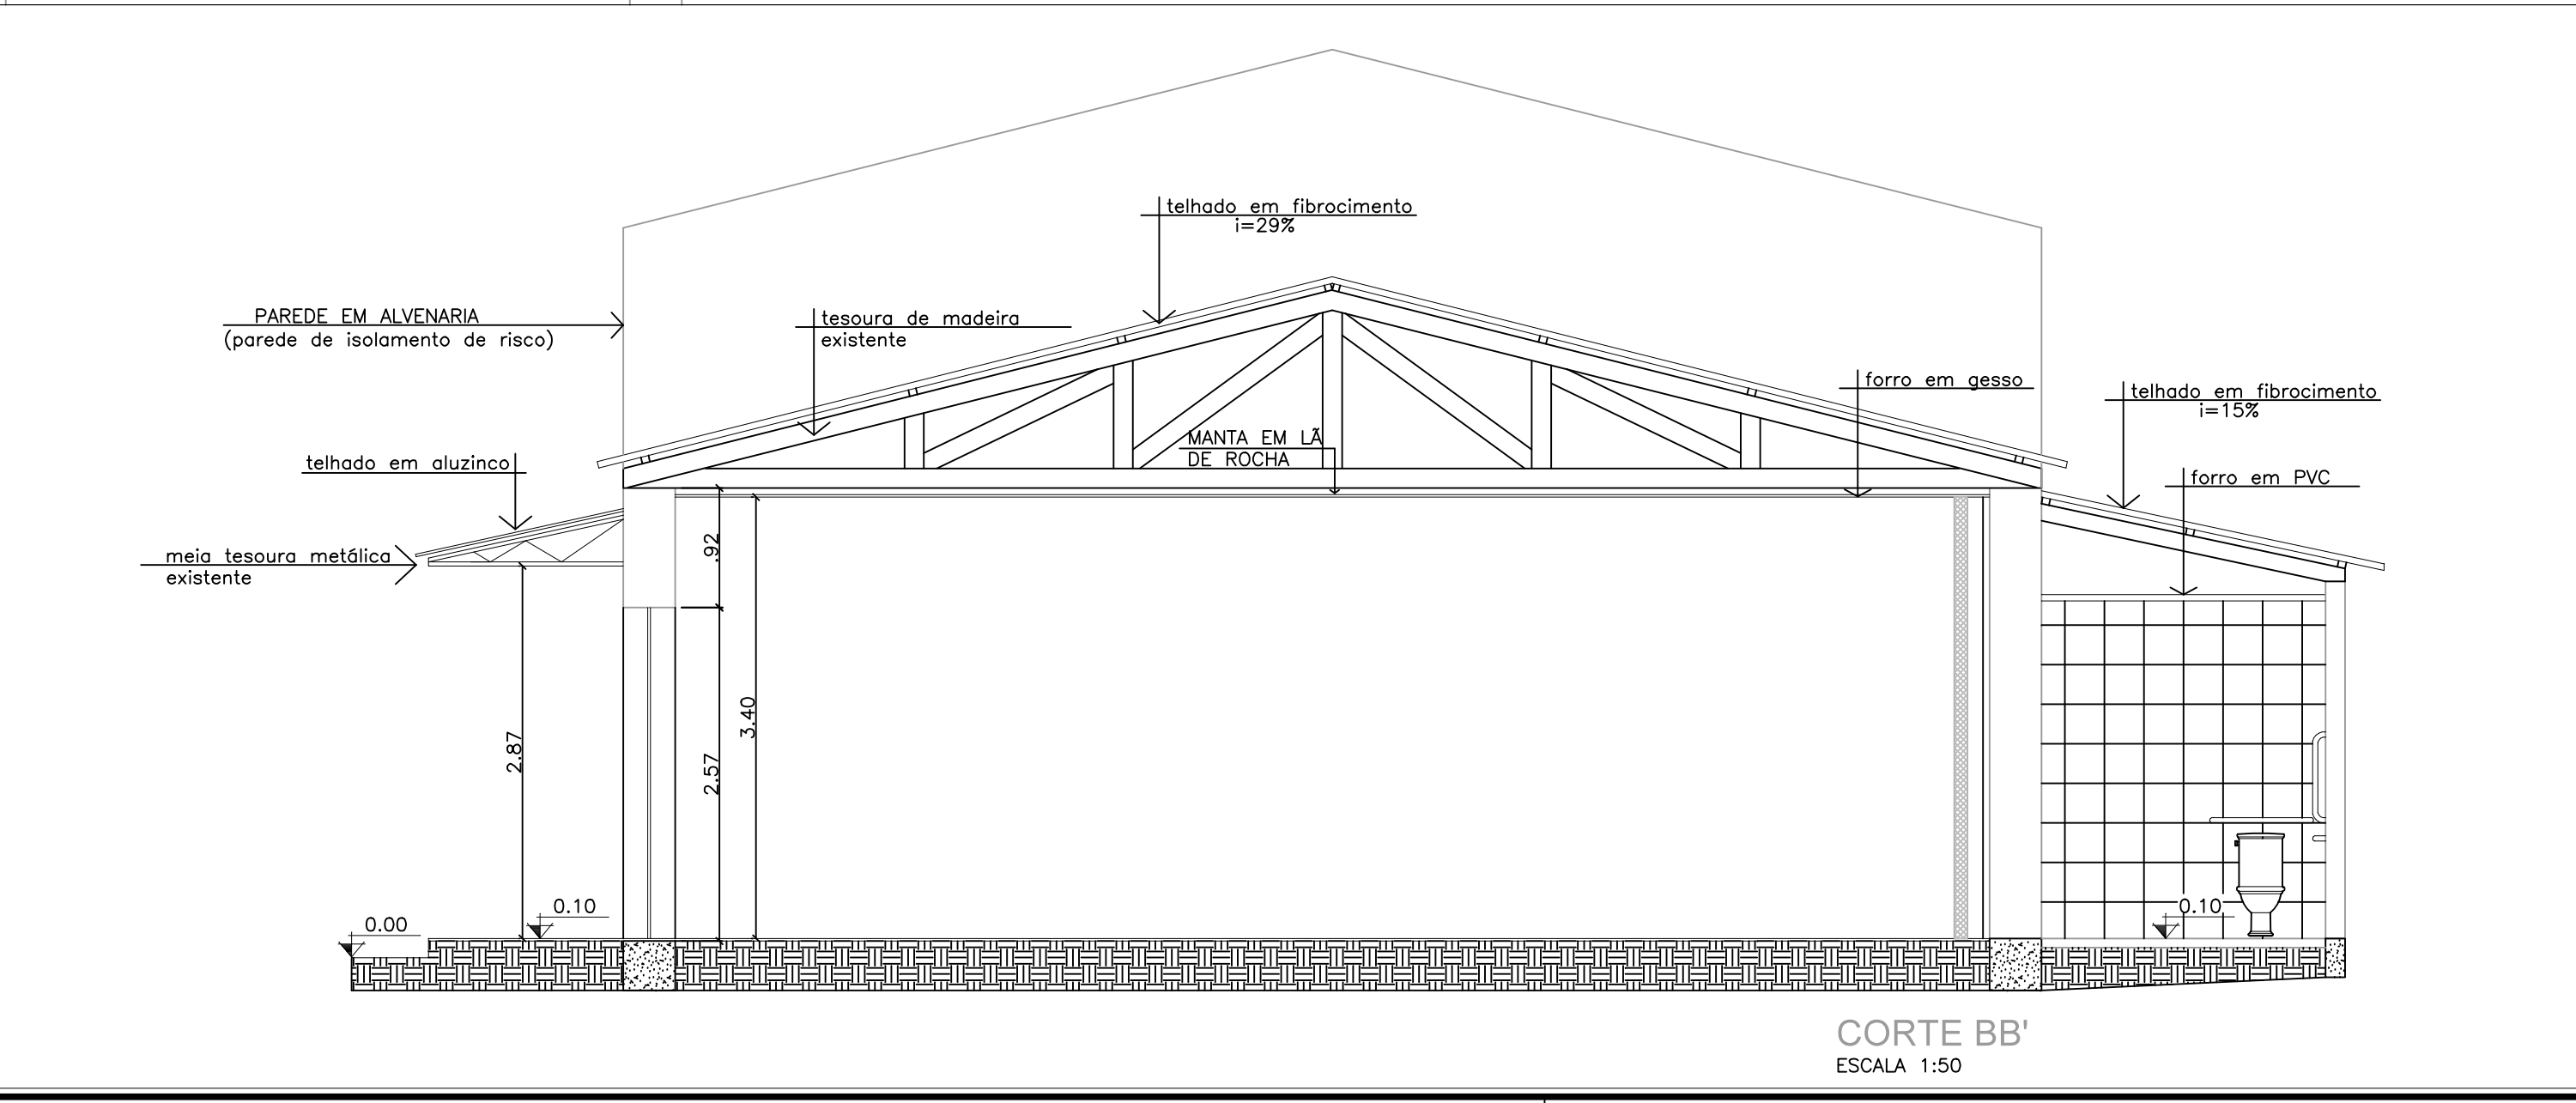 telhado em fibrocimento
i=29%
PAREDE EM ALVENARIA
(parede de isolamento de risco)
tesoura de madeira
existente
forro em gesso
telhado em fibrocimento
i=15%
MANTA EM LÃ
DE ROCHA
telhado em aluzinco
forro em PVC
meia tesoura metálica
existente
.92
3.40
2.87
2.57
0.00
0.10
0.10
CORTE BB'
ESCALA 1:50